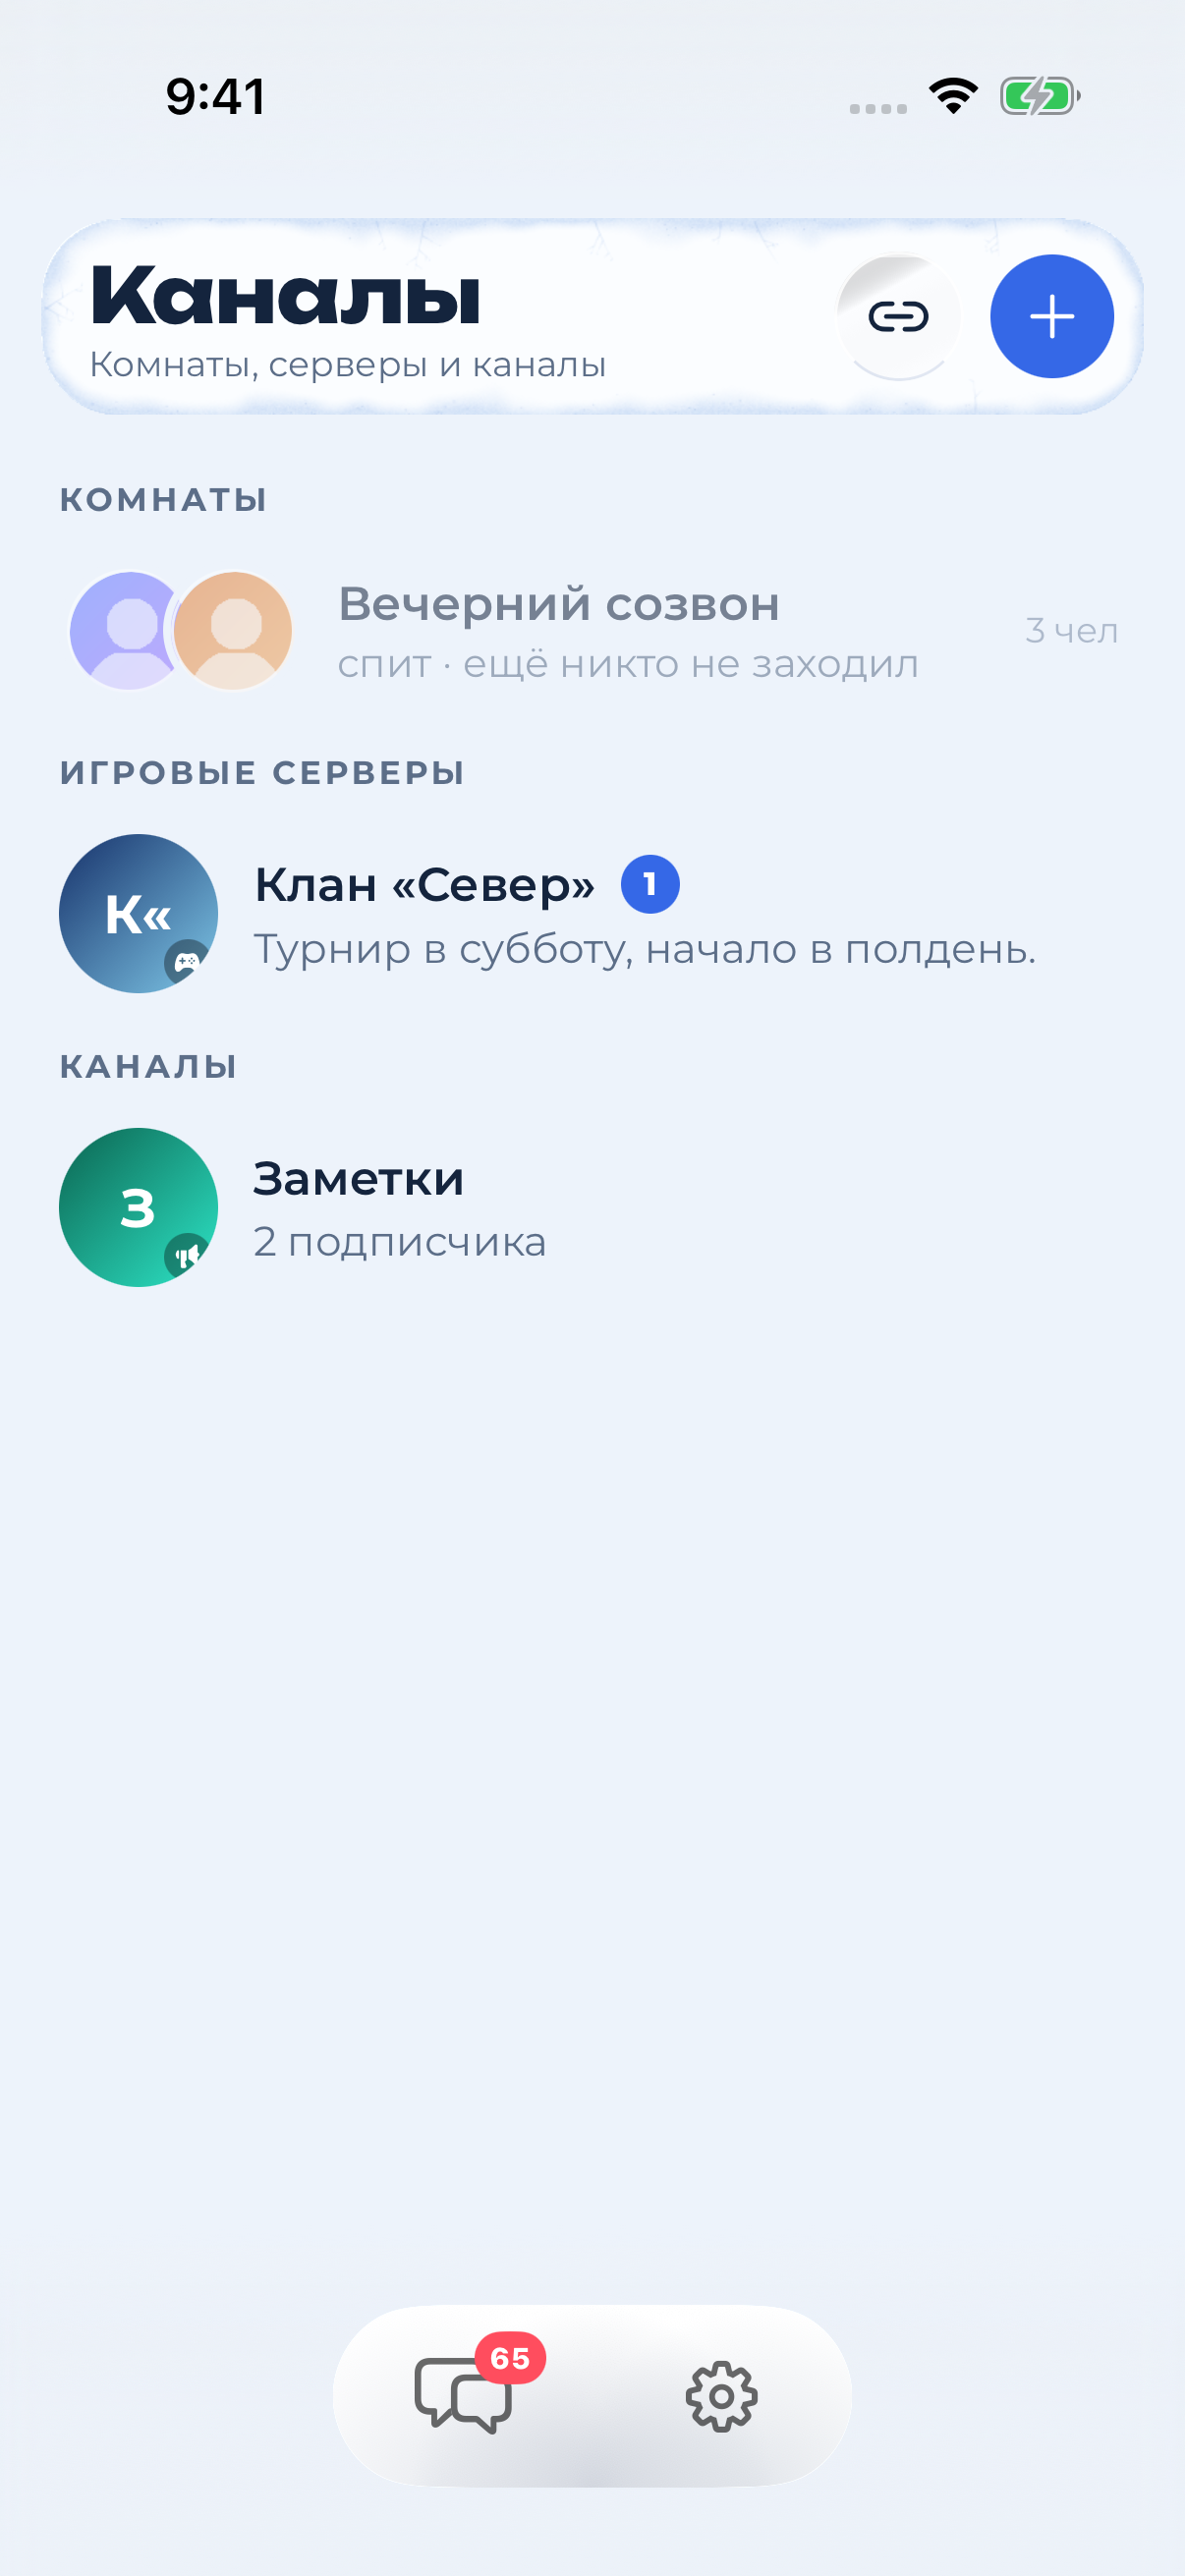 9:41
Каналы
Комнаты, серверы и каналы
КОМНАТЫ
Вечерний созвон
спит · ещё никто не заходил
3 чел
ИГРОВЫЕ СЕРВЕРЫ
К«
Клан «Север» 1
Турнир в субботу, начало в полдень.
КАНАЛЫ
З
Заметки
2 подписчика
65